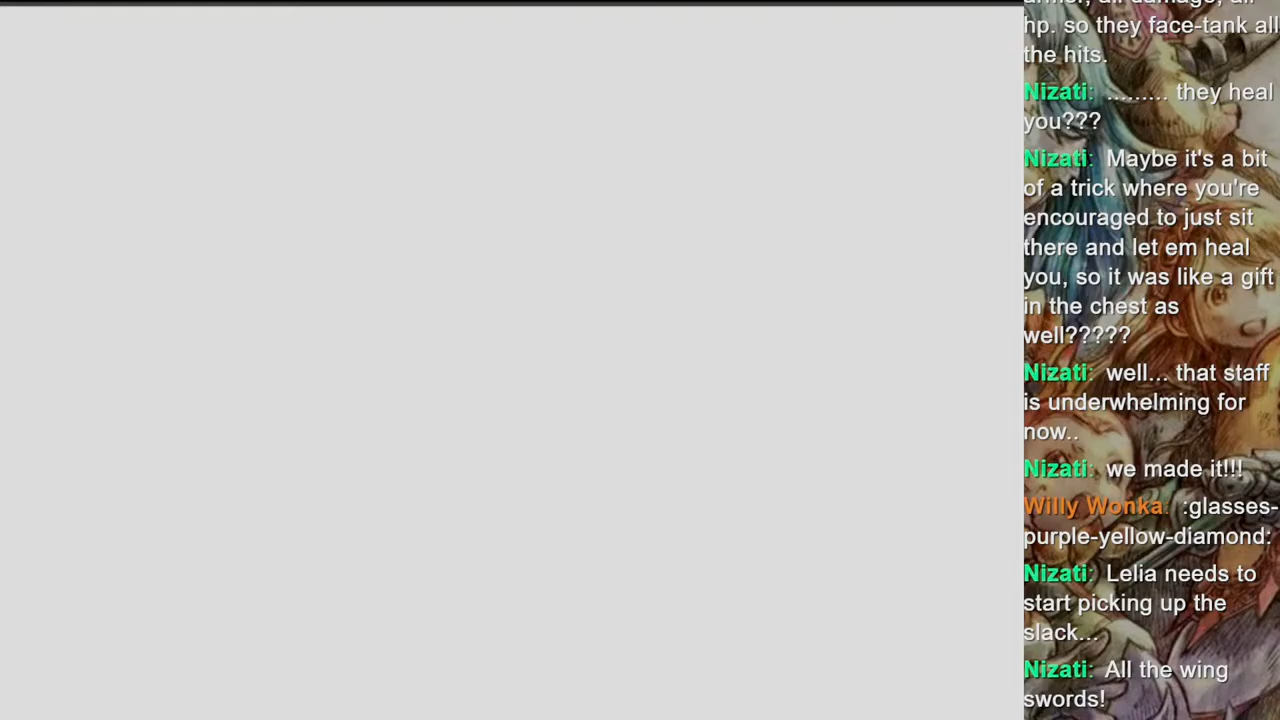 hp. so they face-tank all
the hits.
Nizati: ......... they heal
you???
Nizati: Maybe it's a bit
of a trick where you're
encouraged to just sit
there and let em heal
you, so it was like a gift
in the chest as
well?????
Nizati: well... that staff
is underwhelming for
now..
Nizati: we made it!!!
Willy Wonka: :glasses-
purple-yellow-diamond:
Nizati: Lelia needs to
start picking up the
slack...
Nizati: All the wing
swords!